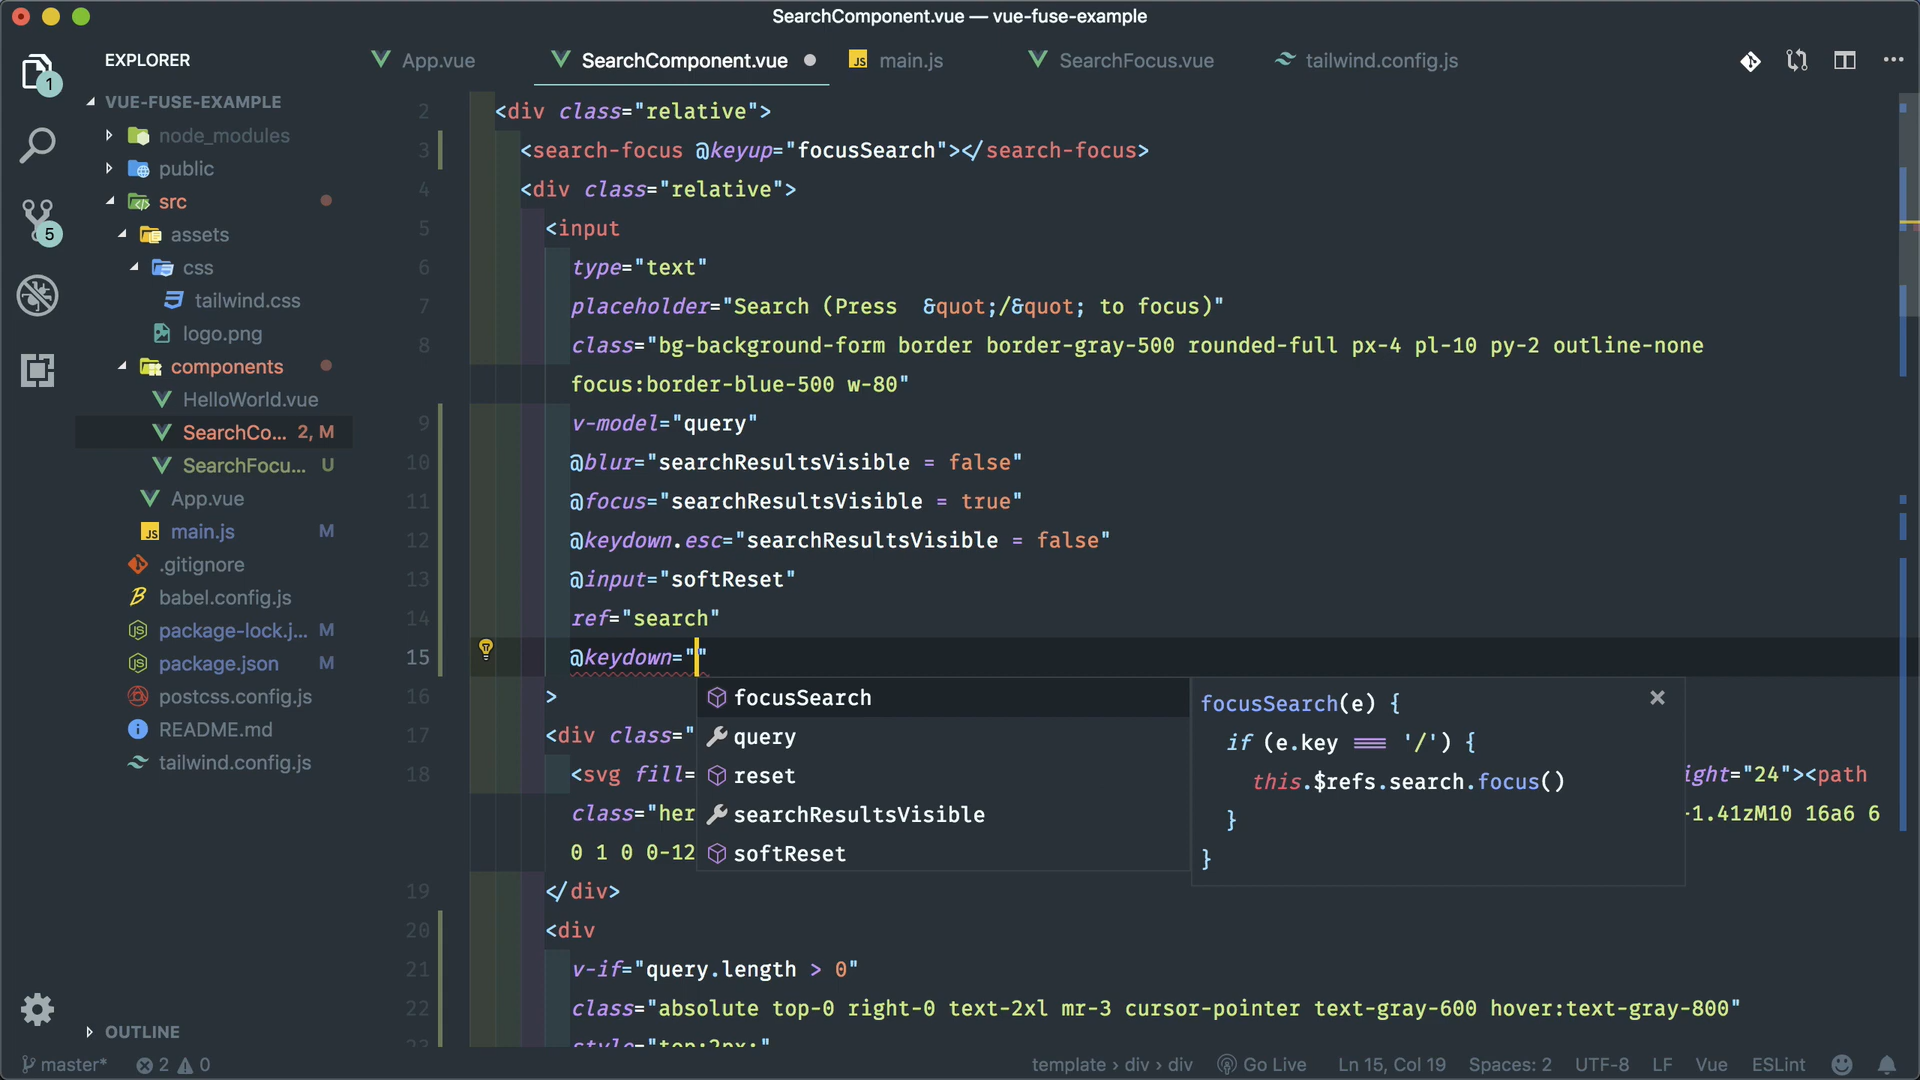 SearchComponent.vue — vue-fuse-example
EXPLORER
App.vue
SearchComponent.vue
JS main.js
SearchFocus.vue
tailwind.config.js
1
5
VUE-FUSE-EXAMPLE
node_modules
public
src
assets
css
tailwind.css
logo.png
components
HelloWorld.vue
SearchCo... 2, M
SearchFocu... U
App.vue
JS main.js M
.gitignore
babel.config.js
package-lock.j... M
package.json M
postcss.config.js
README.md
tailwind.config.js
OUTLINE
2 <div class="relative">
3 <search-focus @keyup="focusSearch"></search-focus>
4 <div class="relative">
5 <input
6 type="text"
7 placeholder="Search (Press  &quot;/&quot; to focus)"
8 class="bg-background-form border border-gray-500 rounded-full px-4 pl-10 py-2 outline-none
focus:border-blue-500 w-80"
9 v-model="query"
10 @blur="searchResultsVisible = false"
11 @focus="searchResultsVisible = true"
12 @keydown.esc="searchResultsVisible = false"
13 @input="softReset"
14 ref="search"
15 @keydown=""
16 >
17 <div class="
18 <svg fill= ight="24"><path
class="her -1.41zM10 16a6 6
0 1 0 0-12
19 </div>
20 <div
21 v-if="query.length > 0"
22 class="absolute top-0 right-0 text-2xl mr-3 cursor-pointer text-gray-600 hover:text-gray-800"
23 style="top:2px;"
focusSearch
query
reset
searchResultsVisible
softReset
focusSearch(e) {
if (e.key === '/') {
this.$refs.search.focus()
}
}
master* 2 0
template › div › div Go Live Ln 15, Col 19 Spaces: 2 UTF-8 LF Vue ESLint